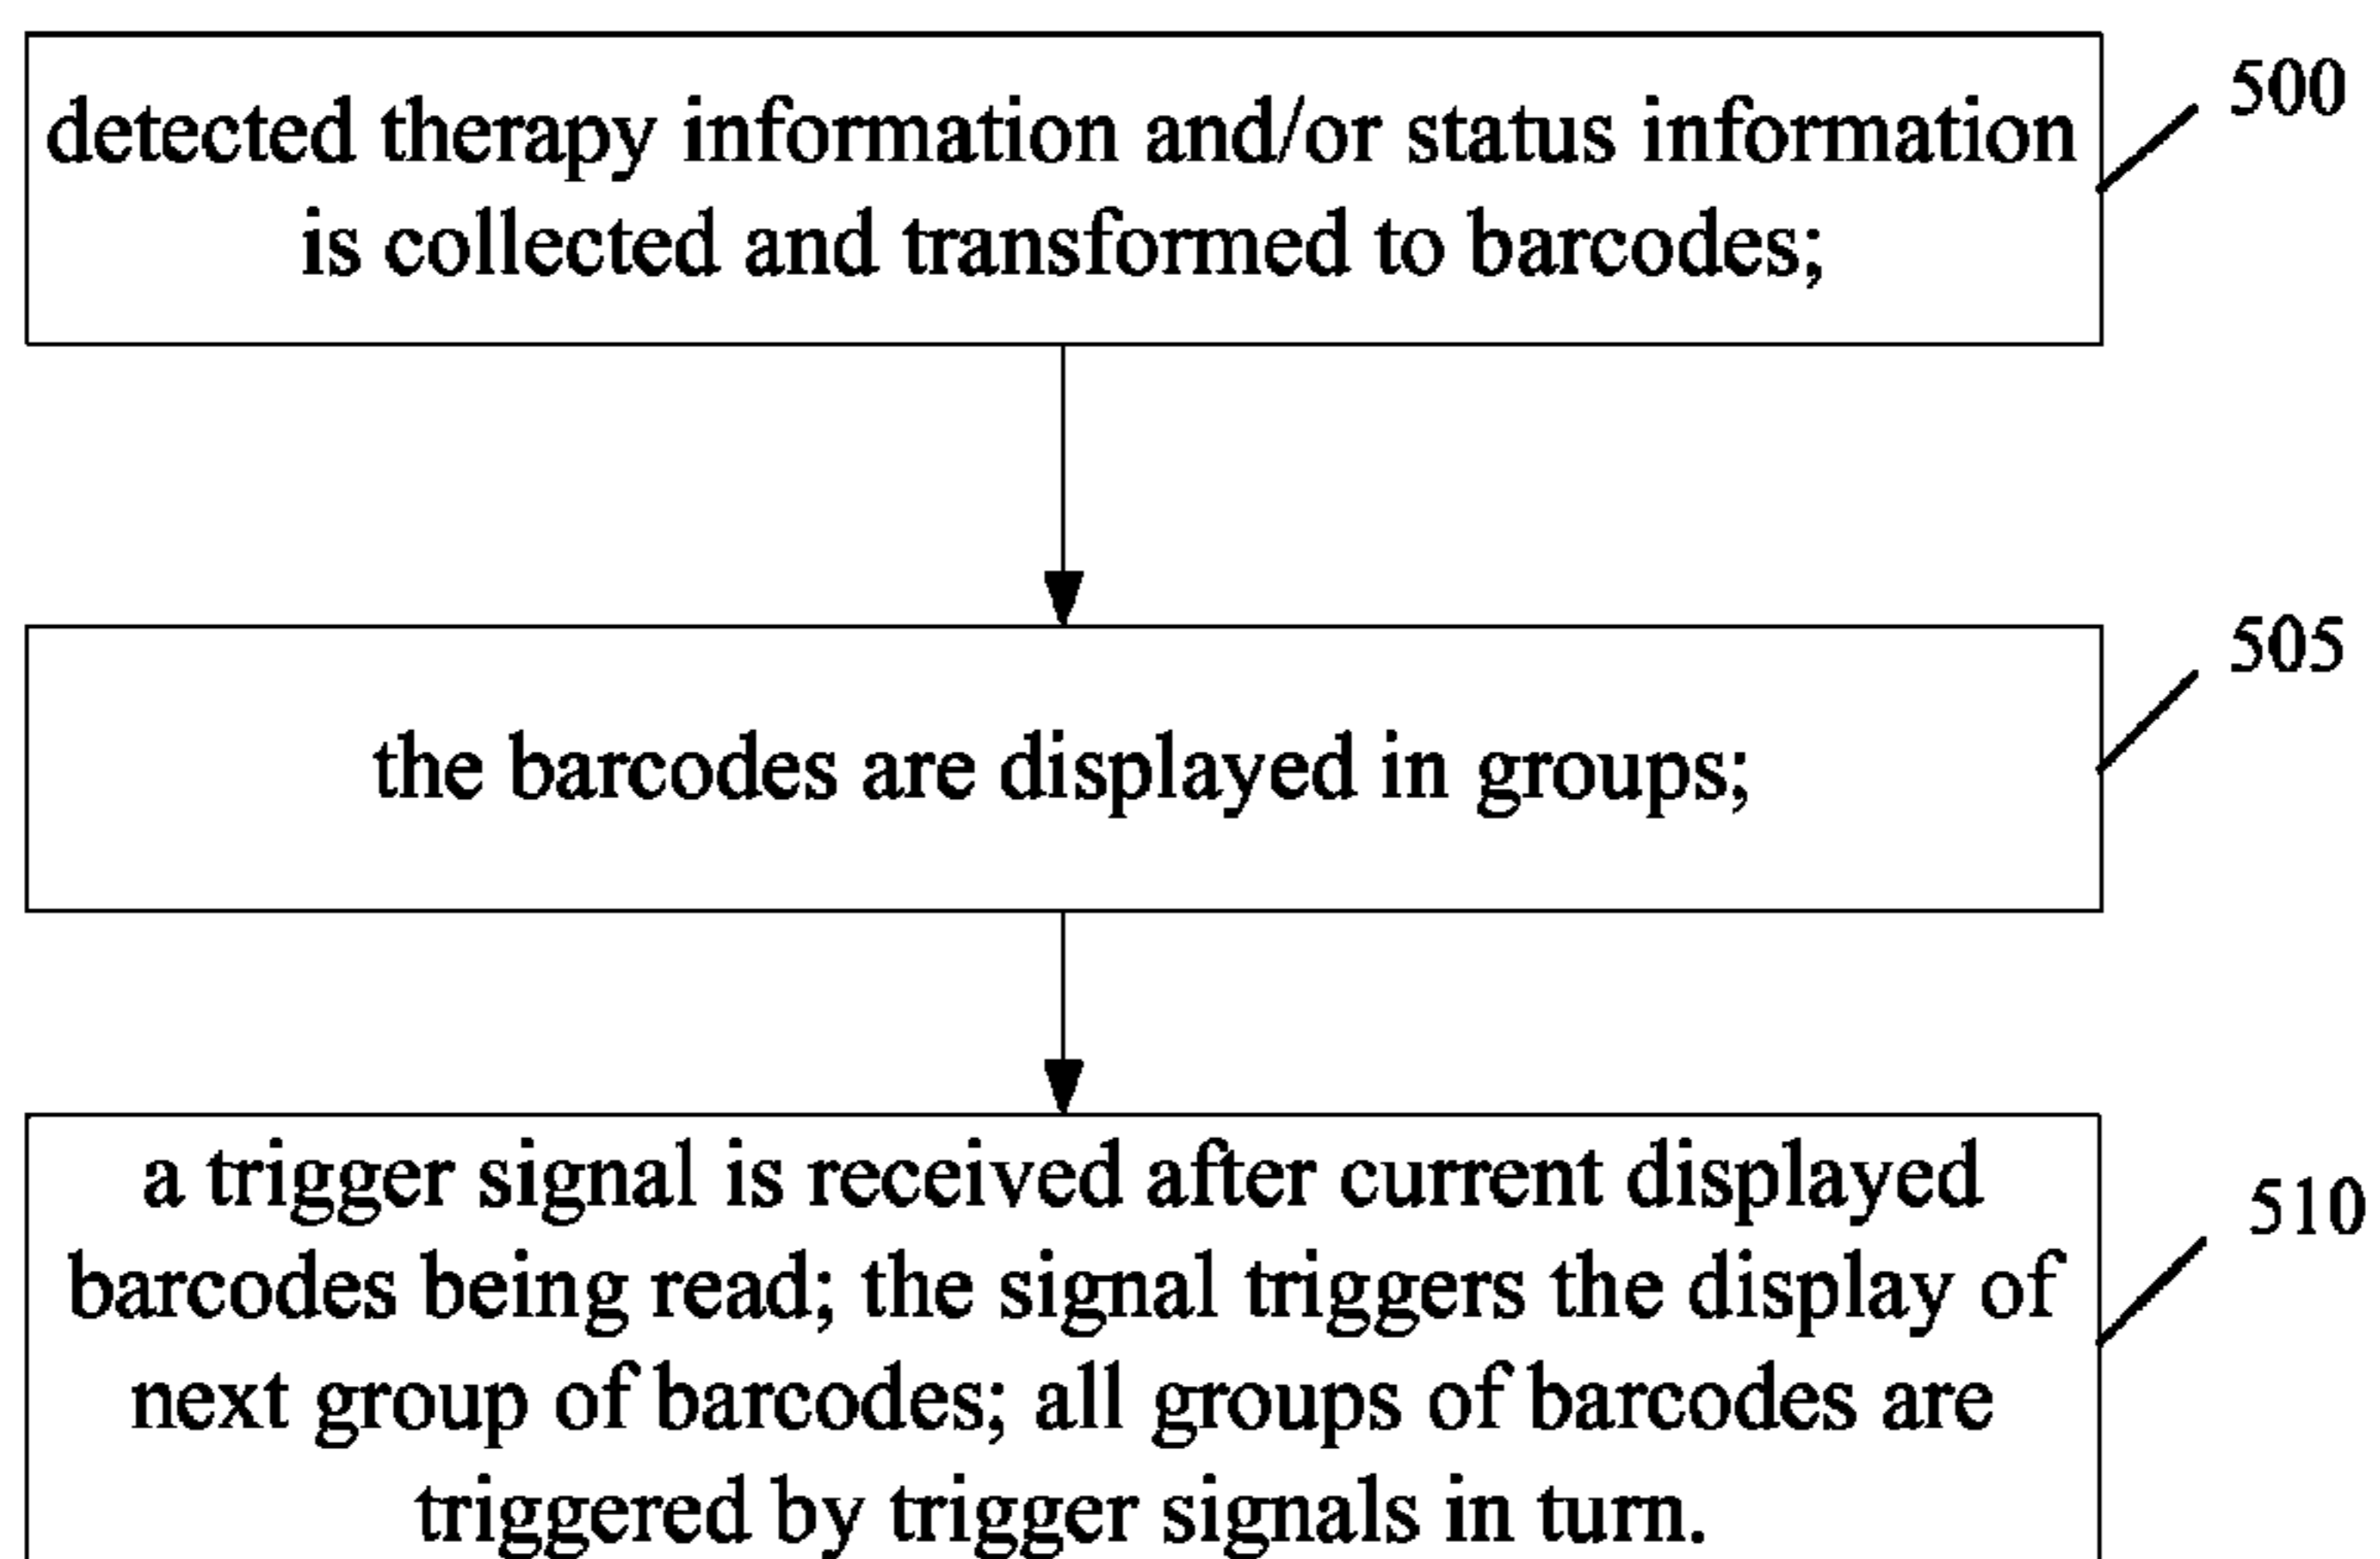 detected therapy information and/or status information
is collected and transformed to barcodes;
500
the barcodes are displayed in groups;
505
a trigger signal is received after current displayed
barcodes being read; the signal triggers the display of
next group of barcodes; all groups of barcodes are
triggered by trigger signals in turn.
510